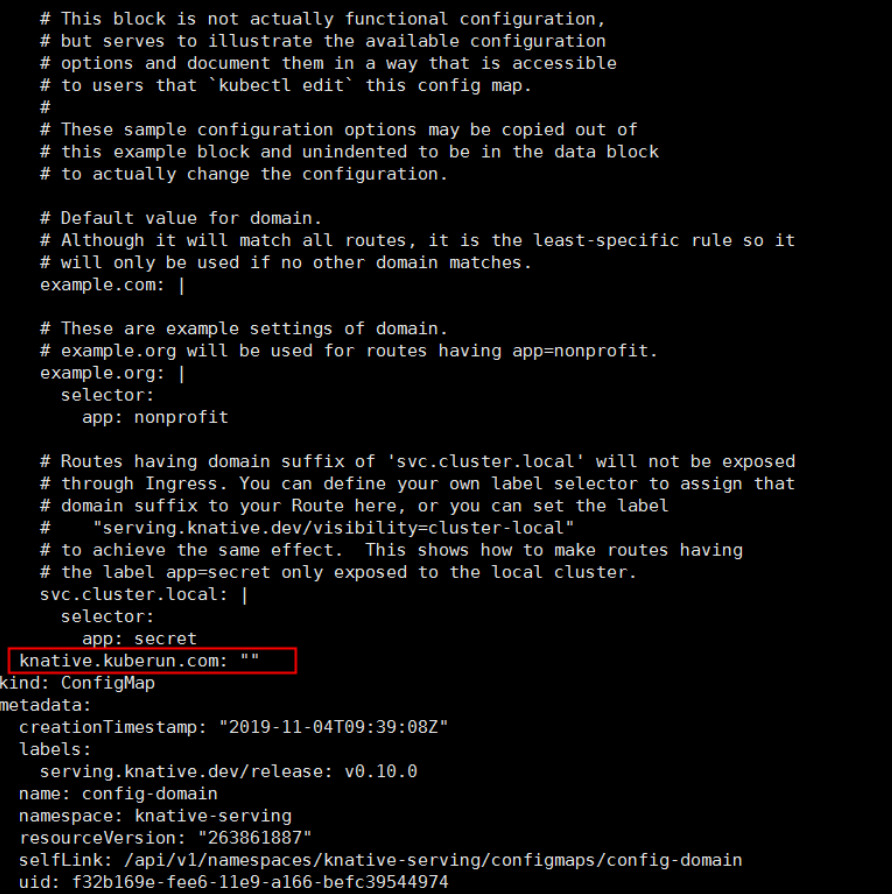 # This block is not actually functional configuration,
# but serves to illustrate the available configuration
# options and document them in a way that is accessible
# to users that `kubectl edit` this config map.
#
# These sample configuration options may be copied out of
# this example block and unindented to be in the data block
# to actually change the configuration.
# Default value for domain.
# Although it will match all routes, it is the least-specific rule so it
# will only be used if no other domain matches.
example.com: |
# These are example settings of domain.
# example.org will be used for routes having app=nonprofit.
example.org: |
selector:
app: nonprofit
# Routes having domain suffix of 'svc.cluster.local' will not be exposed
# through Ingress. You can define your own label selector to assign that
# domain suffix to your Route here, or you can set the label
#    "serving.knative.dev/visibility=cluster-local"
# to achieve the same effect.  This shows how to make routes having
# the label app=secret only exposed to the local cluster.
svc.cluster.local: |
selector:
app: secret
knative.kuberun.com: ""
kind: ConfigMap
metadata:
creationTimestamp: "2019-11-04T09:39:08Z"
labels:
serving.knative.dev/release: v0.10.0
name: config-domain
namespace: knative-serving
resourceVersion: "263861887"
selfLink: /api/v1/namespaces/knative-serving/configmaps/config-domain
uid: f32b169e-fee6-11e9-a166-befc39544974